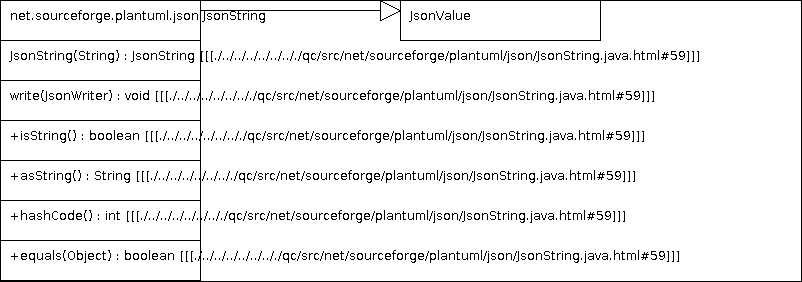 net.sourceforge.plantuml.json.JsonString
JsonValue
JsonString(String) : JsonString [[[./../../../../../../../qc/src/net/sourceforge/plantuml/json/JsonString.java.html#59]]]
write(JsonWriter) : void [[[./../../../../../../../qc/src/net/sourceforge/plantuml/json/JsonString.java.html#59]]]
+isString() : boolean [[[./../../../../../../../qc/src/net/sourceforge/plantuml/json/JsonString.java.html#59]]]
+asString() : String [[[./../../../../../../../qc/src/net/sourceforge/plantuml/json/JsonString.java.html#59]]]
+hashCode() : int [[[./../../../../../../../qc/src/net/sourceforge/plantuml/json/JsonString.java.html#59]]]
+equals(Object) : boolean [[[./../../../../../../../qc/src/net/sourceforge/plantuml/json/JsonString.java.html#59]]]